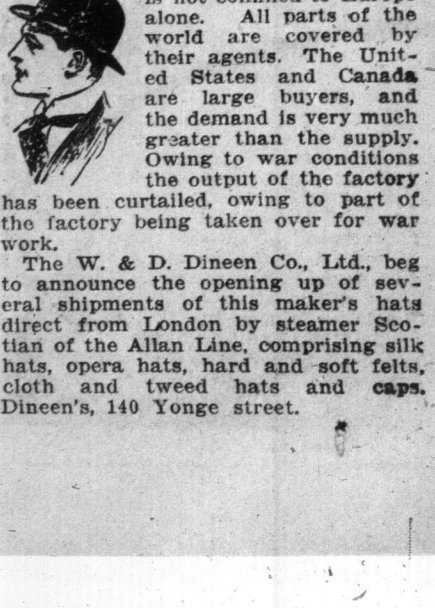 is not confined to Europe
alone. All parts of the
world are covered by
their agents. The Unit-
ed States and Canada
are large buyers, and
the demand is very much
greater than the supply.
Owing to war conditions
the output of the factory
has been curtailed, owing to part of
the factory being taken over for war
work.
The W. & D. Dineen Co., Ltd., beg
to announce the opening up of sev-
eral shipments of this maker's hats
direct from London by steamer Sco-
tian of the Allan Line, comprising silk
hats, opera hats, hard and soft felts,
cloth and tweed hats and caps.
Dineen's, 140 Yonge street.